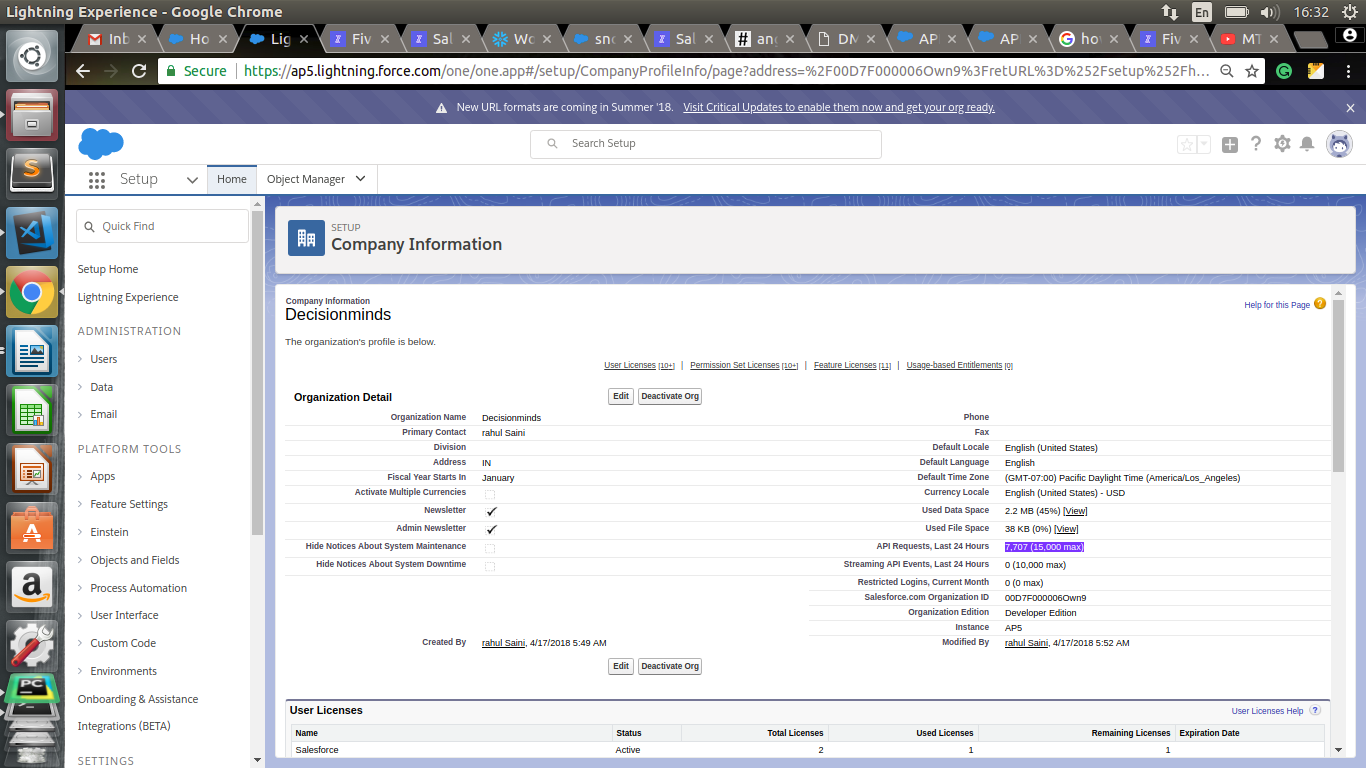 Lightning Experience - Google Chrome
En
16:32
Inb
Ho
Lig
Fiv
Sal
Wo
sno
Sal
ang
DM
AP
AP
hov
Fiv
MT
Secure
https://ap5.lightning.force.com/one/one.app#/setup/CompanyProfileInfo/page?address=%2F00D7F000006Own9%3FretURL%3D%252Fsetup%252Fh...
New URL formats are coming in Summer '18. Visit Critical Updates to enable them now and get your org ready.
Search Setup
Setup
Home
Object Manager
Quick Find
Setup Home
Lightning Experience
ADMINISTRATION
Users
Data
Email
PLATFORM TOOLS
Apps
Feature Settings
Einstein
Objects and Fields
Process Automation
User Interface
Custom Code
Environments
Onboarding & Assistance
Integrations (BETA)
SETTINGS
SETUP
Company Information
Company Information
Decisionminds
Help for this Page
The organization's profile is below.
User Licenses [10+] | Permission Set Licenses [10+] | Feature Licenses [11] | Usage-based Entitlements [0]
Organization Detail
Edit
Deactivate Org
Organization Name Decisionminds
Phone
Primary Contact rahul Saini
Fax
Division
Default Locale English (United States)
Address IN
Default Language English
Fiscal Year Starts In January
Default Time Zone (GMT-07:00) Pacific Daylight Time (America/Los_Angeles)
Activate Multiple Currencies
Currency Locale English (United States) - USD
Newsletter
Used Data Space 2.2 MB (45%) [View]
Admin Newsletter
Used File Space 38 KB (0%) [View]
Hide Notices About System Maintenance
API Requests, Last 24 Hours 7,707 (15,000 max)
Hide Notices About System Downtime
Streaming API Events, Last 24 Hours 0 (10,000 max)
Restricted Logins, Current Month 0 (0 max)
Salesforce.com Organization ID 00D7F000006Own9
Organization Edition Developer Edition
Instance AP5
Created By rahul Saini, 4/17/2018 5:49 AM
Modified By rahul Saini, 4/17/2018 5:52 AM
Edit
Deactivate Org
User Licenses
User Licenses Help
Name Status Total Licenses Used Licenses Remaining Licenses Expiration Date
Salesforce Active 2 1 1